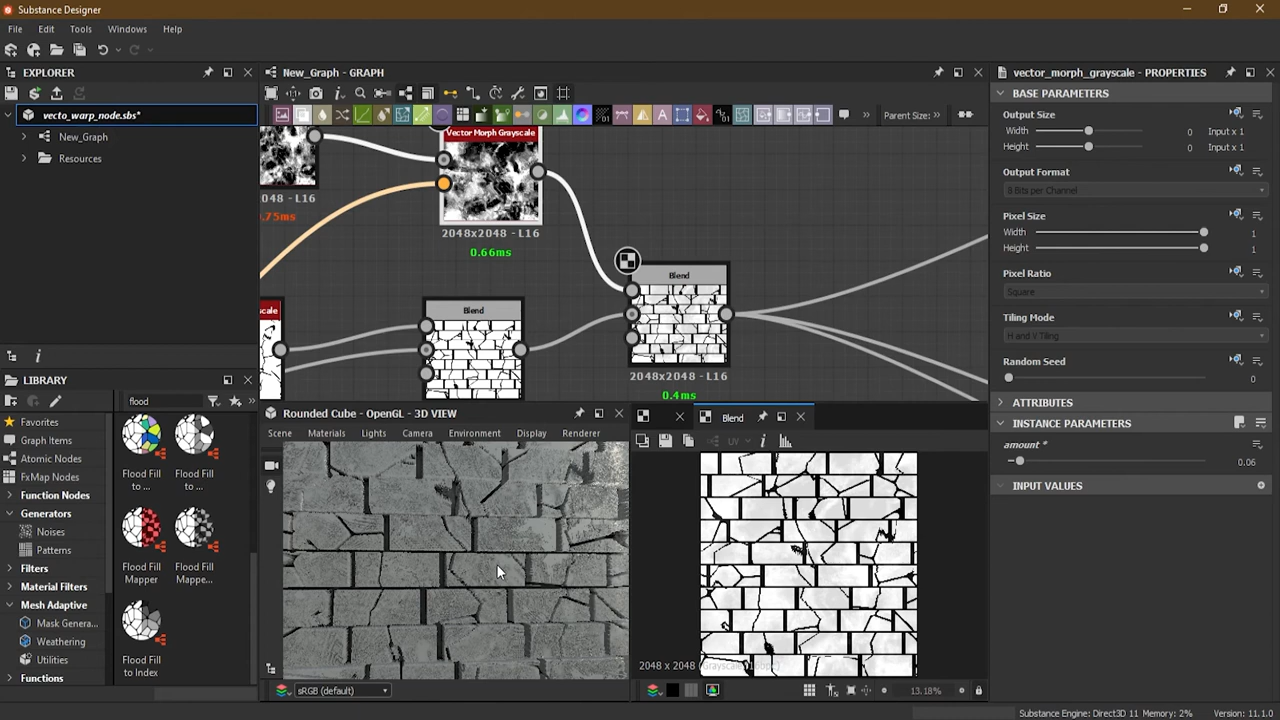 Substance Designer
File Edit Tools Windows Help
EXPLORER
vecto_warp_node.sbs*
New_Graph
Resources
LIBRARY
flood
Favorites
Graph Items
Atomic Nodes
FxMap Nodes
Function Nodes
Generators
Noises
Patterns
Filters
Material Filters
Mesh Adaptive
Mask Genera...
Weathering
Utilities
Functions
Flood Fill
to ...
Flood Fill
to ...
Flood Fill
Mapper
Flood Fill
Mappe...
Flood Fill
to Index
New_Graph - GRAPH
Parent Size:
2048 - L16
0.75ms
Vector Morph Grayscale
2048x2048 - L16
0.66ms
scale
Blend
Blend
2048x2048 - L16
0.4ms
Rounded Cube - OpenGL - 3D VIEW
Scene Materials Lights Camera Environment Display Renderer
sRGB (default)
Blend
UV
2048 x 2048 (Grayscale, 16bpc)
13.18%
vector_morph_grayscale - PROPERTIES
BASE PARAMETERS
Output Size
Width 0 Input x 1
Height 0 Input x 1
Output Format
8 Bits per Channel
Pixel Size
Width 1
Height 1
Pixel Ratio
Square
Tiling Mode
H and V Tiling
Random Seed
0
ATTRIBUTES
INSTANCE PARAMETERS
amount *
0.06
INPUT VALUES
Substance Engine: Direct3D 11 Memory: 2% Version: 11.1.0